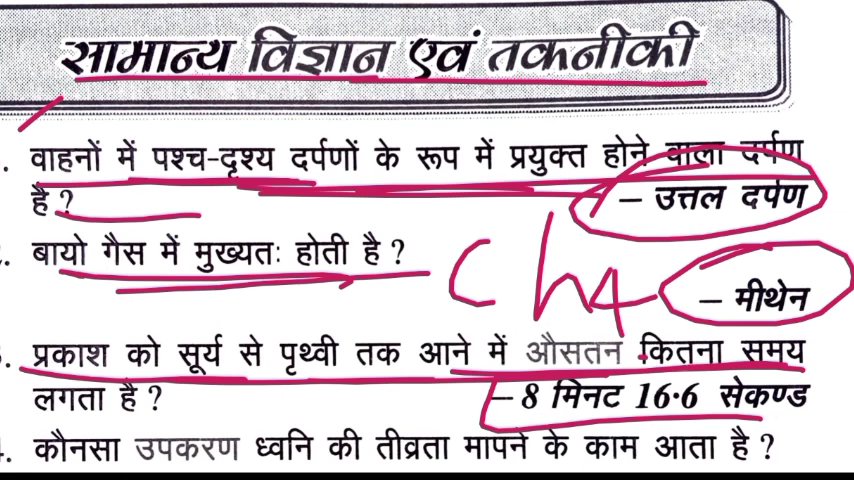 सामान्य विज्ञान एवं तकनीकी
. वाहनों में पश्च-दृश्य दर्पणों के रूप में प्रयुक्त होने वाला दर्पण
है ? – उत्तल दर्पण
. बायो गैस में मुख्यतः होती है ?
Ch4
– मीथेन
. प्रकाश को सूर्य से पृथ्वी तक आने में औसतन कितना समय
लगता है ? – 8 मिनट 16·6 सेकण्ड
. कौनसा उपकरण ध्वनि की तीव्रता मापने के काम आता है ?